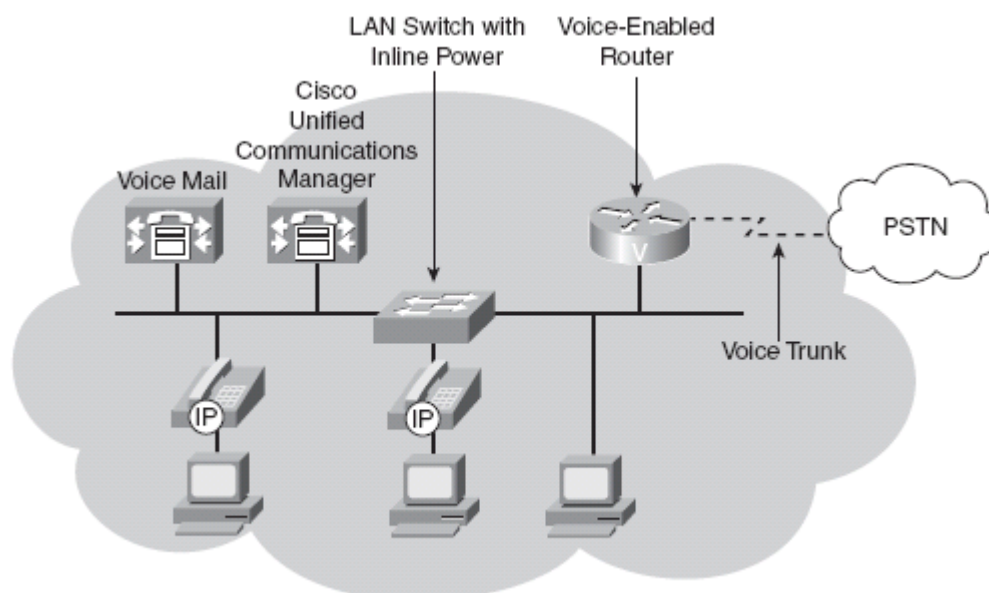 LAN Switch with
Inline Power
Voice-Enabled
Router
Cisco
Unified
Communications
Manager
Voice Mail
PSTN
V
Voice Trunk
IP
IP